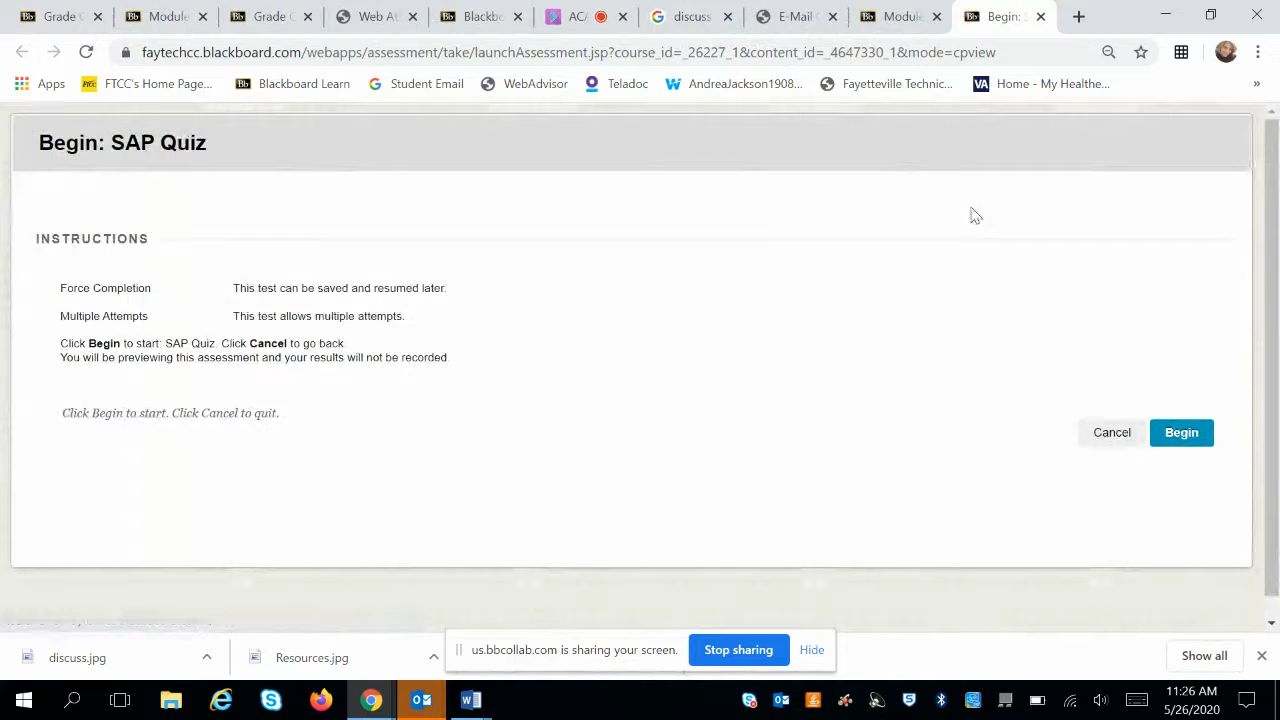 Grade C
Module
Grade
Web At
Blackbo
ACA
discuss
E-Mail C
Module
Begin: S
faytechcc.blackboard.com/webapps/assessment/take/launchAssessment.jsp?course_id=_26227_1&content_id=_4647330_1&mode=cpview
Apps
FTCC's Home Page...
Blackboard Learn
Student Email
WebAdvisor
Teladoc
AndreaJackson1908...
Fayetteville Technic...
Home - My Healthe...
»
Begin: SAP Quiz
INSTRUCTIONS
Force Completion This test can be saved and resumed later.
Multiple Attempts This test allows multiple attempts.
Click Begin to start: SAP Quiz. Click Cancel to go back.
You will be previewing this assessment and your results will not be recorded.
Click Begin to start. Click Cancel to quit.
Cancel
Begin
discuss.jpg
Resources.jpg
us.bbcollab.com is sharing your screen.
Stop sharing
Hide
Show all
11:26 AM
5/26/2020